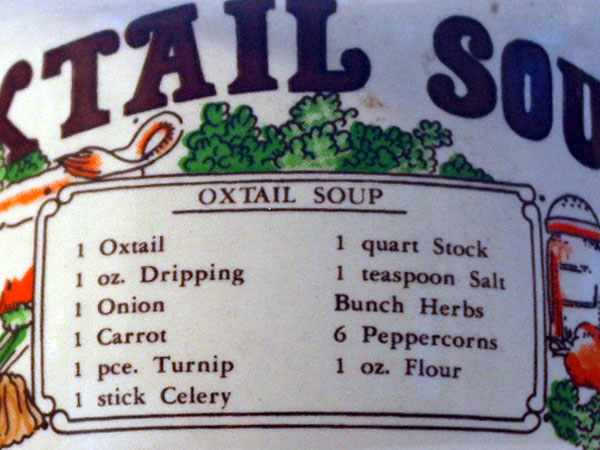 XTAIL SOU
OXTAIL SOUP
1 Oxtail
1 oz. Dripping
1 Onion
1 Carrot
1 pce. Turnip
1 stick Celery
1 quart Stock
1 teaspoon Salt
Bunch Herbs
6 Peppercorns
1 oz. Flour